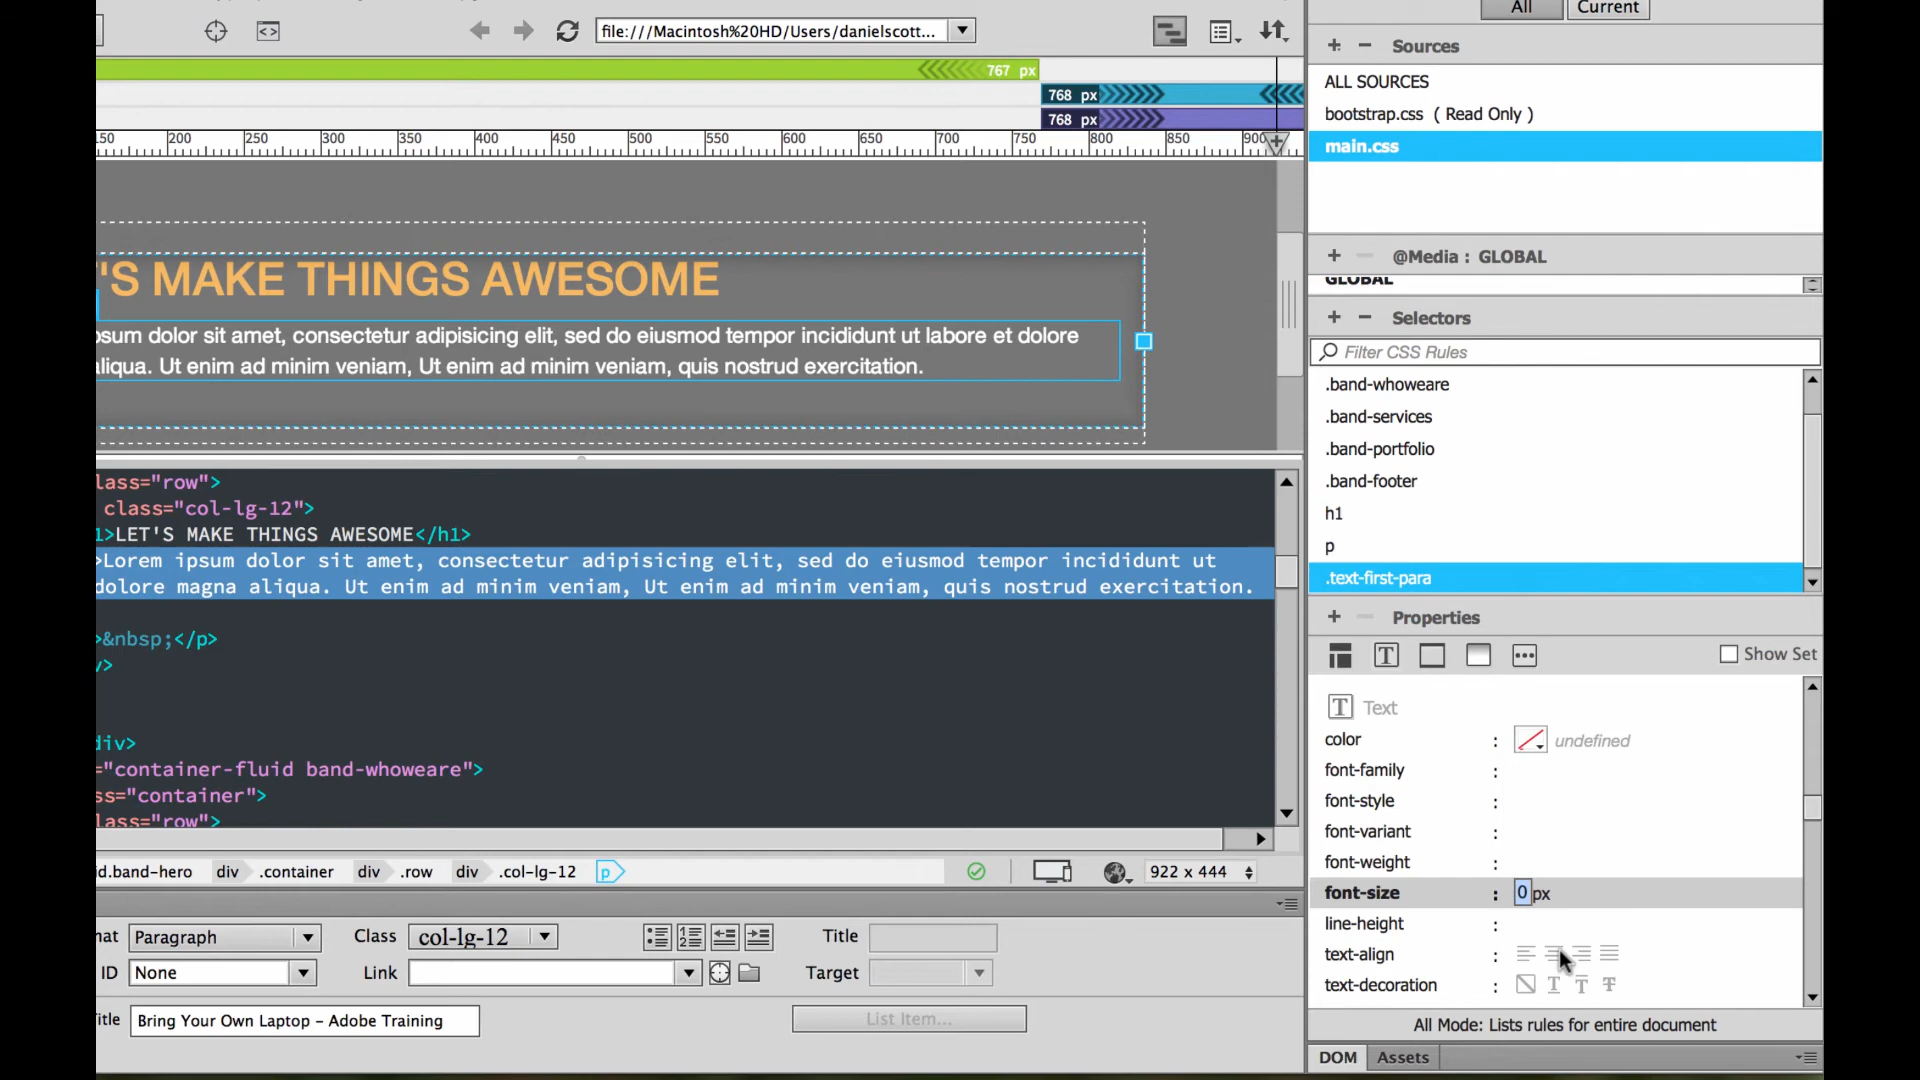 file:///Macintosh%20HD/Users/danielscott...
All
Current
Sources
767 px
ALL SOURCES
768 px
bootstrap.css ( Read Only )
768 px
main.css
150 200 250 300 350 400 450 500 550 600 650 700 750 800 850 900
@Media : GLOBAL
GLOBAL
'S MAKE THINGS AWESOME
Selectors
psum dolor sit amet, consectetur adipisicing elit, sed do eiusmod tempor incididunt ut labore et dolore
Filter CSS Rules
aliqua. Ut enim ad minim veniam, Ut enim ad minim veniam, quis nostrud exercitation.
.band-whoweare
.band-services
.band-portfolio
.band-footer
h1
p
.text-first-para
lass="row">
class="col-lg-12">
1>LET'S MAKE THINGS AWESOME</h1>
>Lorem ipsum dolor sit amet, consectetur adipisicing elit, sed do eiusmod tempor incididunt ut
dolore magna aliqua. Ut enim ad minim veniam, Ut enim ad minim veniam, quis nostrud exercitation.
>&nbsp;</p>
v>
div>
="container-fluid band-whoweare">
ss="container">
lass="row">
Properties
Show Set
Text
color : undefined
font-family :
font-style :
font-variant :
font-weight :
font-size : 0 px
line-height :
text-align :
text-decoration :
id.band-hero div .container div .row div .col-lg-12 p
922 x 444
mat Paragraph Class col-lg-12 Title
ID None Link Target
itle Bring Your Own Laptop – Adobe Training List Item...
All Mode: Lists rules for entire document
DOM Assets